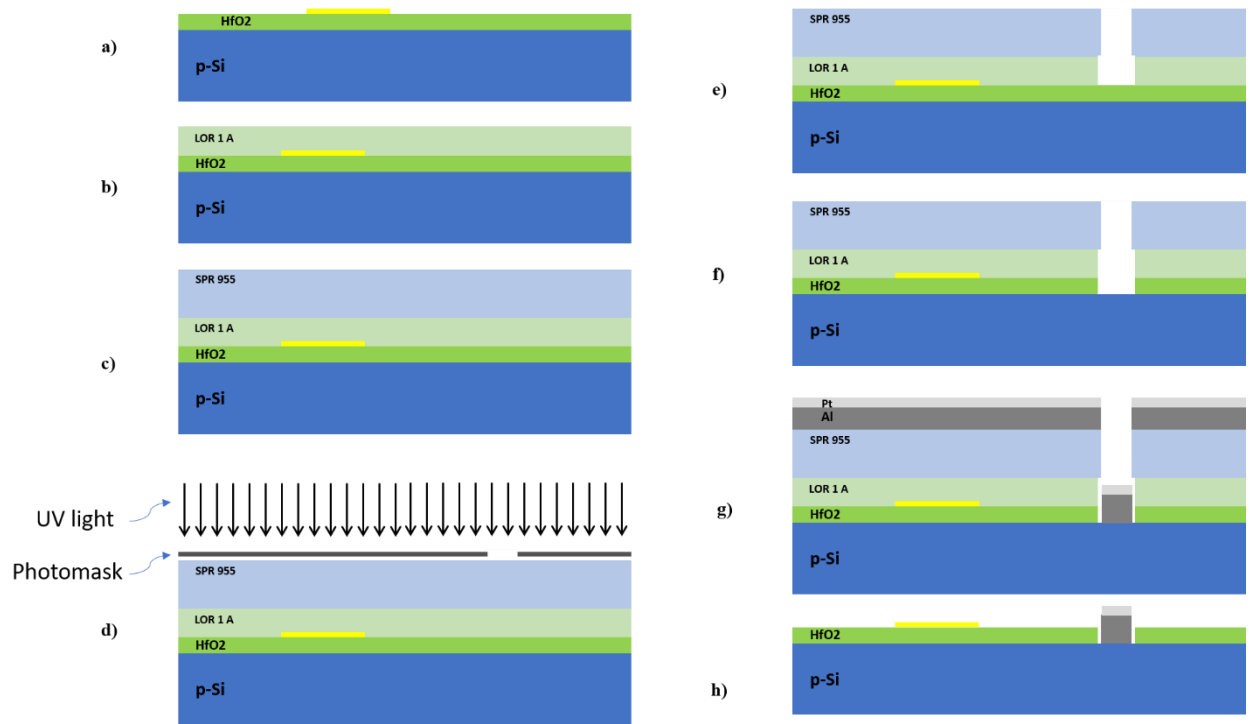 HfO2
a)
p-Si
LOR 1 A
HfO2
b)
p-Si
SPR 955
LOR 1 A
HfO2
c)
p-Si
UV light
Photomask
SPR 955
LOR 1 A
d)
HfO2
p-Si
SPR 955
LOR 1 A
e)
HfO2
p-Si
SPR 955
LOR 1 A
f)
HfO2
p-Si
Pt
Al
SPR 955
LOR 1 A
g)
HfO2
p-Si
HfO2
p-Si
h)